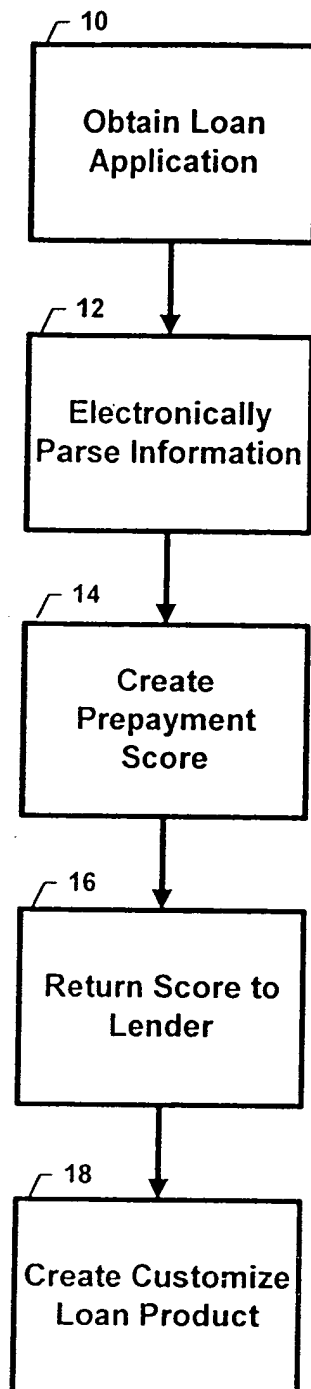 10
Obtain Loan
Application
12
Electronically
Parse Information
14
Create
Prepayment
Score
16
Return Score to
Lender
18
Create Customize
Loan Product